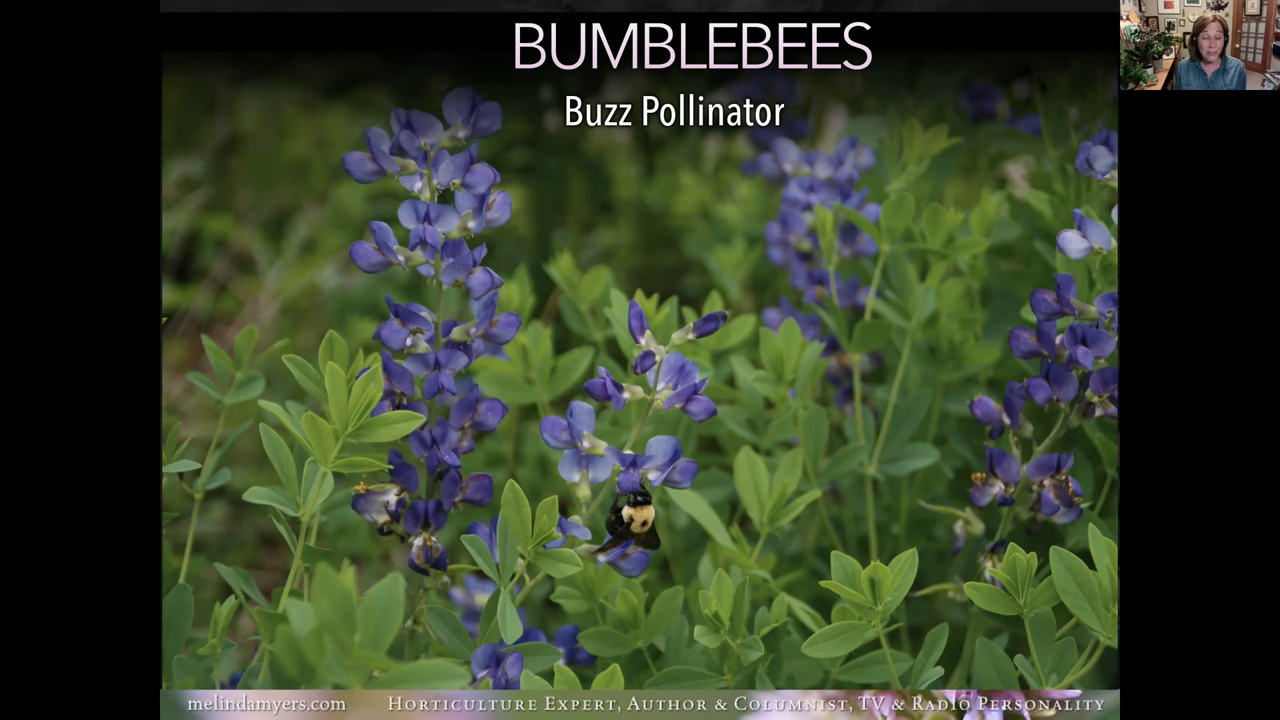 BUMBLEBEES
Buzz Pollinator
melindamyers.com HORTICULTURE EXPERT, AUTHOR & COLUMNIST, TV & RADIO PERSONALITY